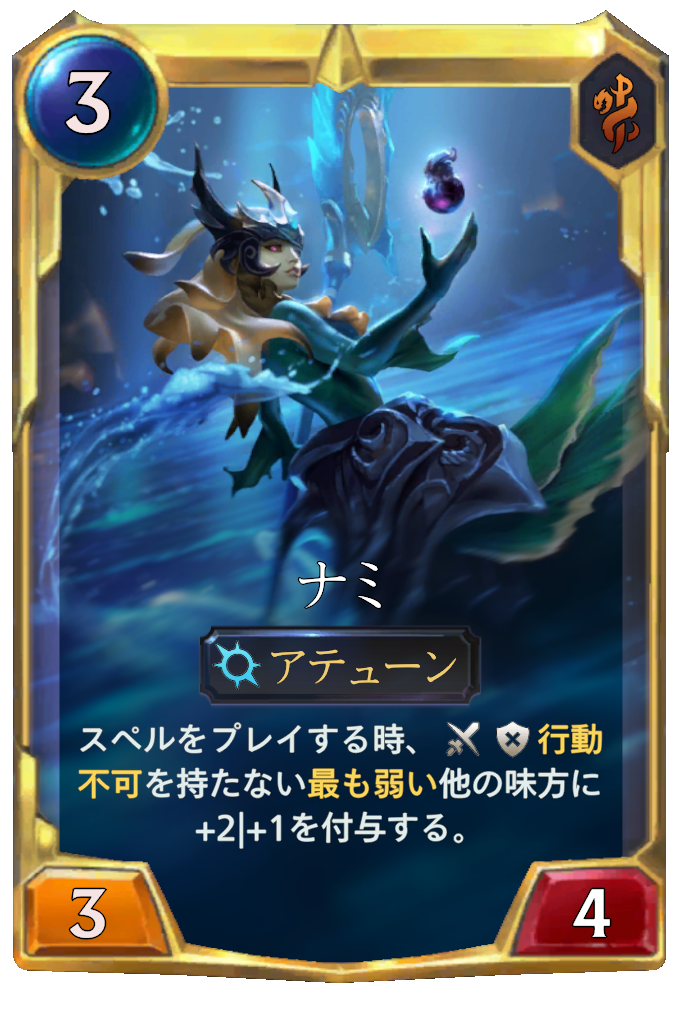 3
ナミ
アテューン
スペルをプレイする時、行動
不可を持たない最も弱い他の味方に
+2|+1を付与する。
3
4